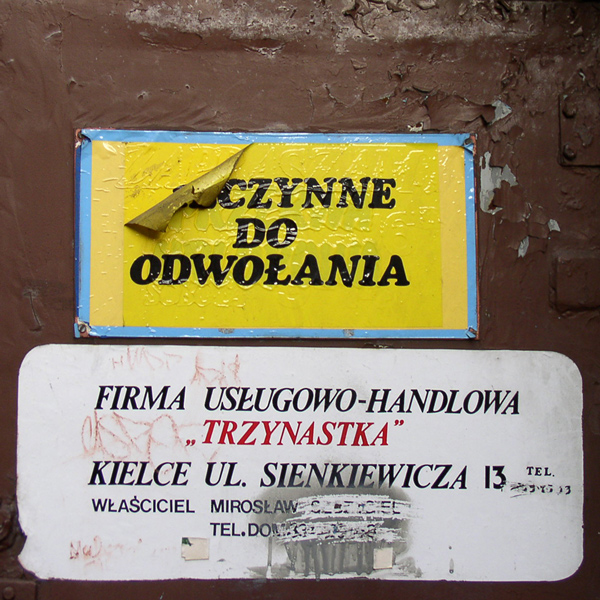 CZYNNE
DO
ODWOŁANIA
FIRMA USŁUGOWO-HANDLOWA
„TRZYNASTKA”
KIELCE UL. SIENKIEWICZA 13 TEL.
WŁAŚCICIEL MIROSŁAW
TEL.DOM